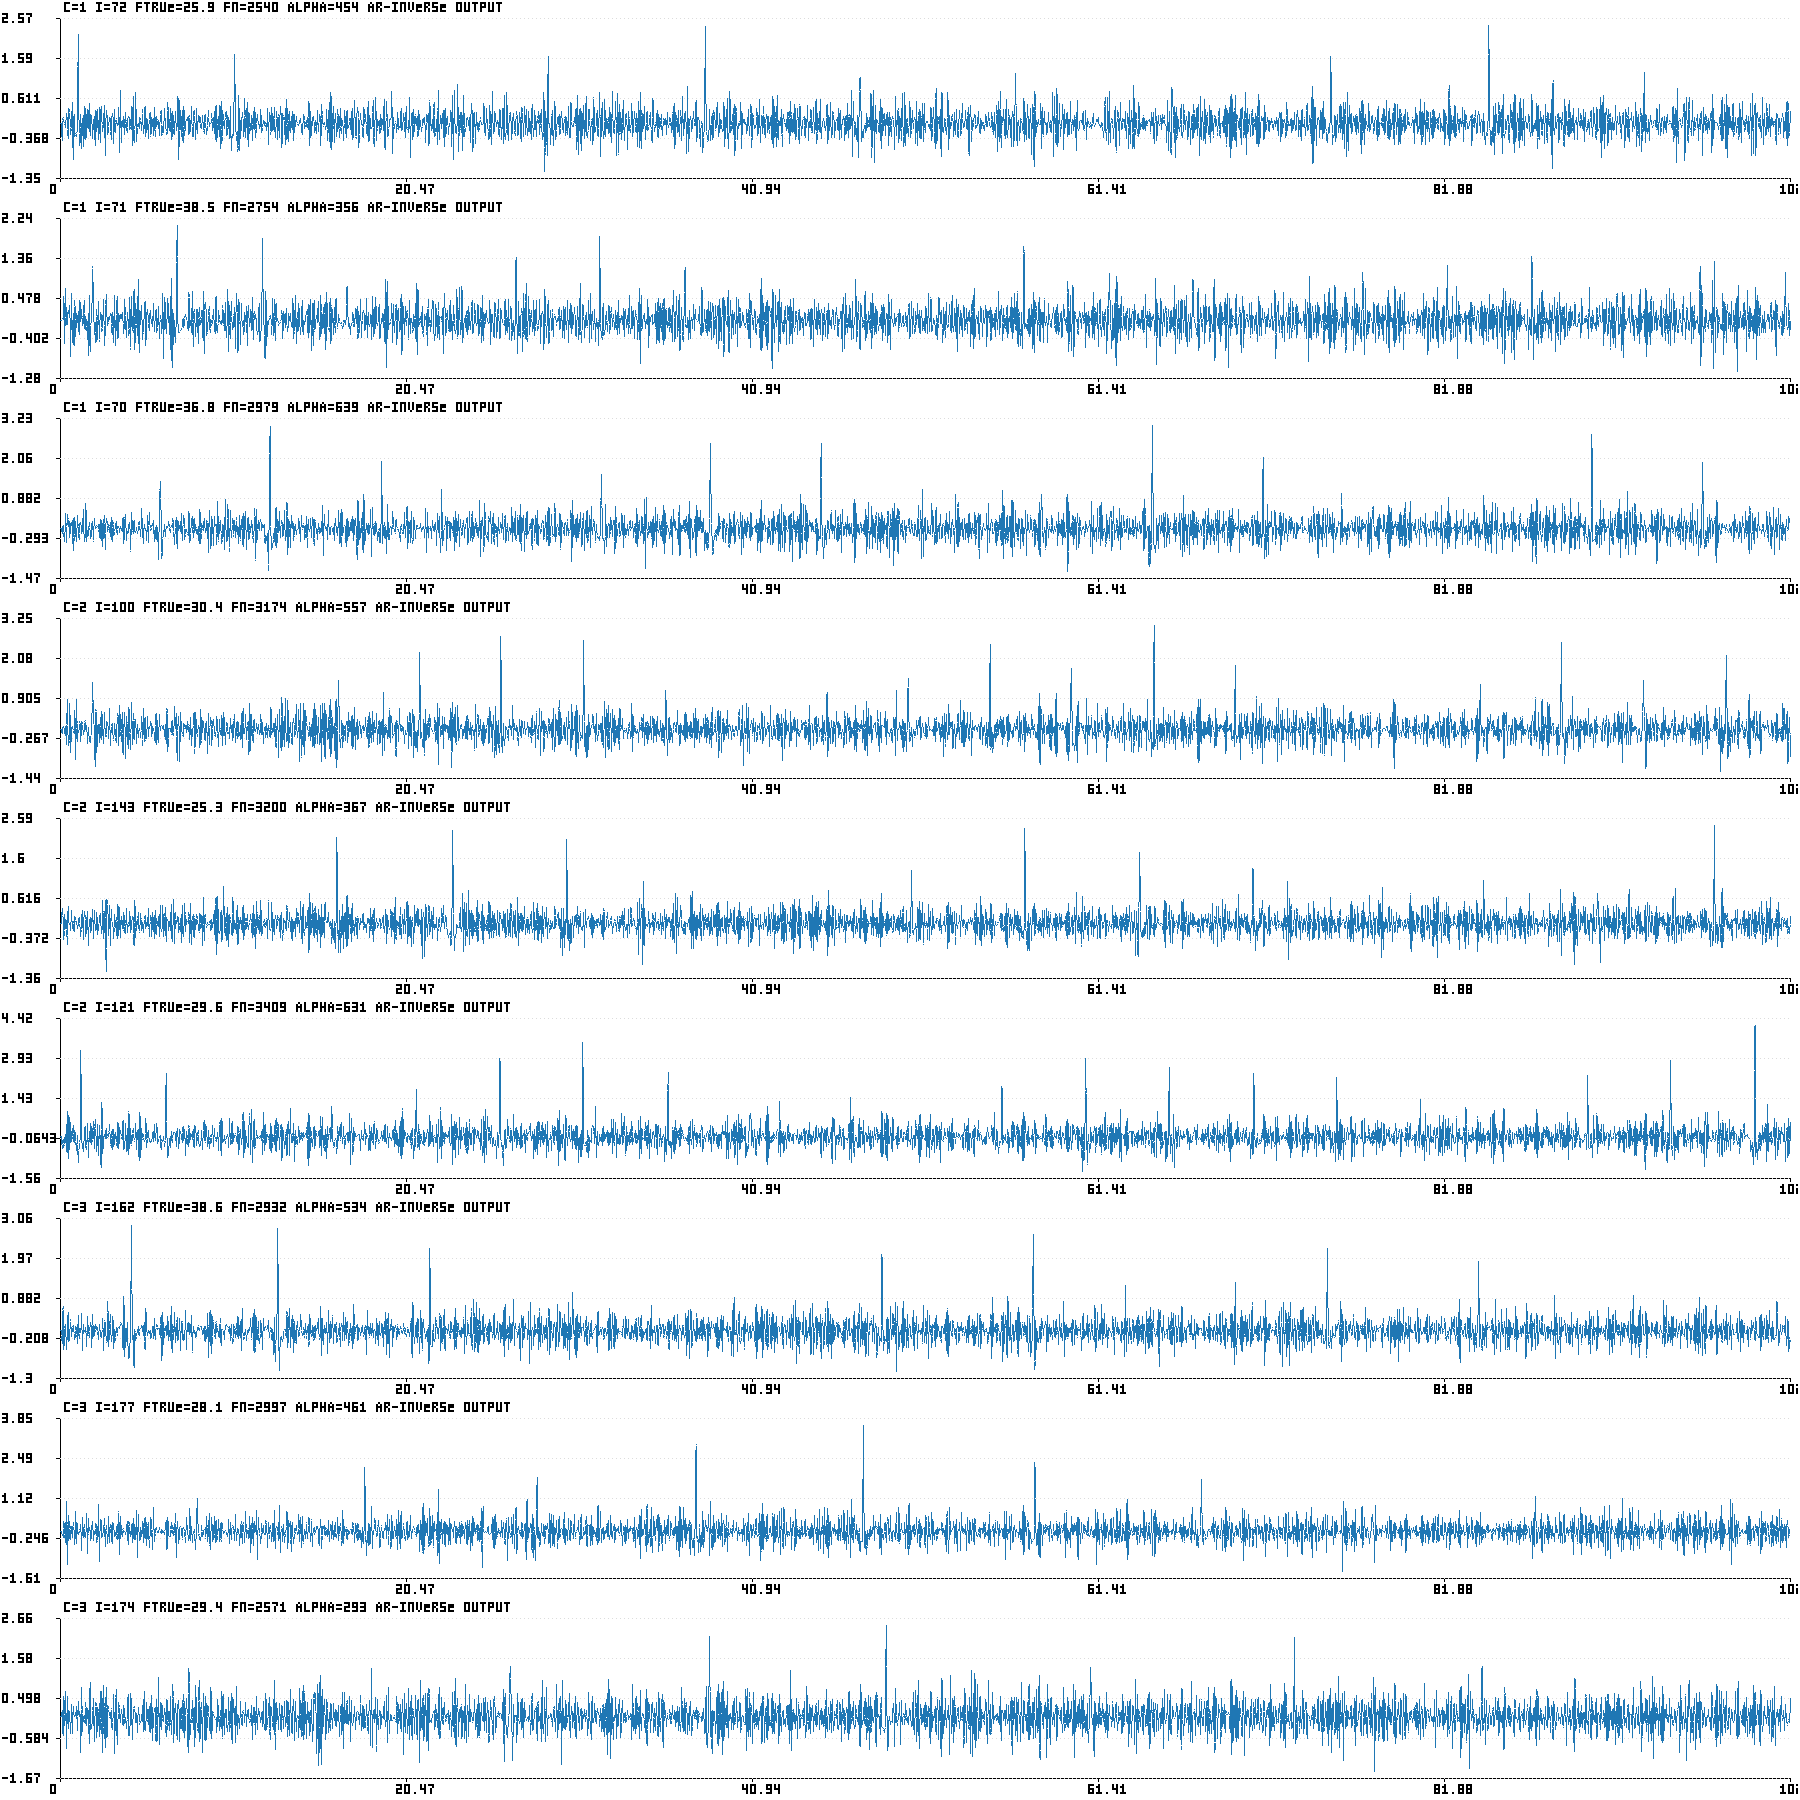 C=1 I=72 FTRUe=25.9 FN=2540 ALPHA=454 AR-INVeRSe OUTPUT
2.57
1.59
0.611
-0.368
-1.35
0 20.47 40.94 61.41 81.88 102
C=1 I=71 FTRUe=38.5 FN=2754 ALPHA=356 AR-INVeRSe OUTPUT
2.24
1.36
0.478
-0.402
-1.28
0 20.47 40.94 61.41 81.88 102
C=1 I=70 FTRUe=36.8 FN=2979 ALPHA=639 AR-INVeRSe OUTPUT
3.23
2.06
0.882
-0.293
-1.47
0 20.47 40.94 61.41 81.88 102
C=2 I=100 FTRUe=30.4 FN=3174 ALPHA=557 AR-INVeRSe OUTPUT
3.25
2.08
0.905
-0.267
-1.44
0 20.47 40.94 61.41 81.88 102
C=2 I=143 FTRUe=25.3 FN=3200 ALPHA=367 AR-INVeRSe OUTPUT
2.59
1.6
0.616
-0.372
-1.36
0 20.47 40.94 61.41 81.88 102
C=2 I=121 FTRUe=29.6 FN=3409 ALPHA=631 AR-INVeRSe OUTPUT
4.42
2.93
1.43
-0.0643
-1.56
0 20.47 40.94 61.41 81.88 102
C=3 I=162 FTRUe=38.6 FN=2932 ALPHA=534 AR-INVeRSe OUTPUT
3.06
1.97
0.882
-0.208
-1.3
0 20.47 40.94 61.41 81.88 102
C=3 I=177 FTRUe=28.1 FN=2997 ALPHA=461 AR-INVeRSe OUTPUT
3.85
2.49
1.12
-0.246
-1.61
0 20.47 40.94 61.41 81.88 102
C=3 I=174 FTRUe=29.4 FN=2571 ALPHA=293 AR-INVeRSe OUTPUT
2.66
1.58
0.498
-0.584
-1.67
0 20.47 40.94 61.41 81.88 102